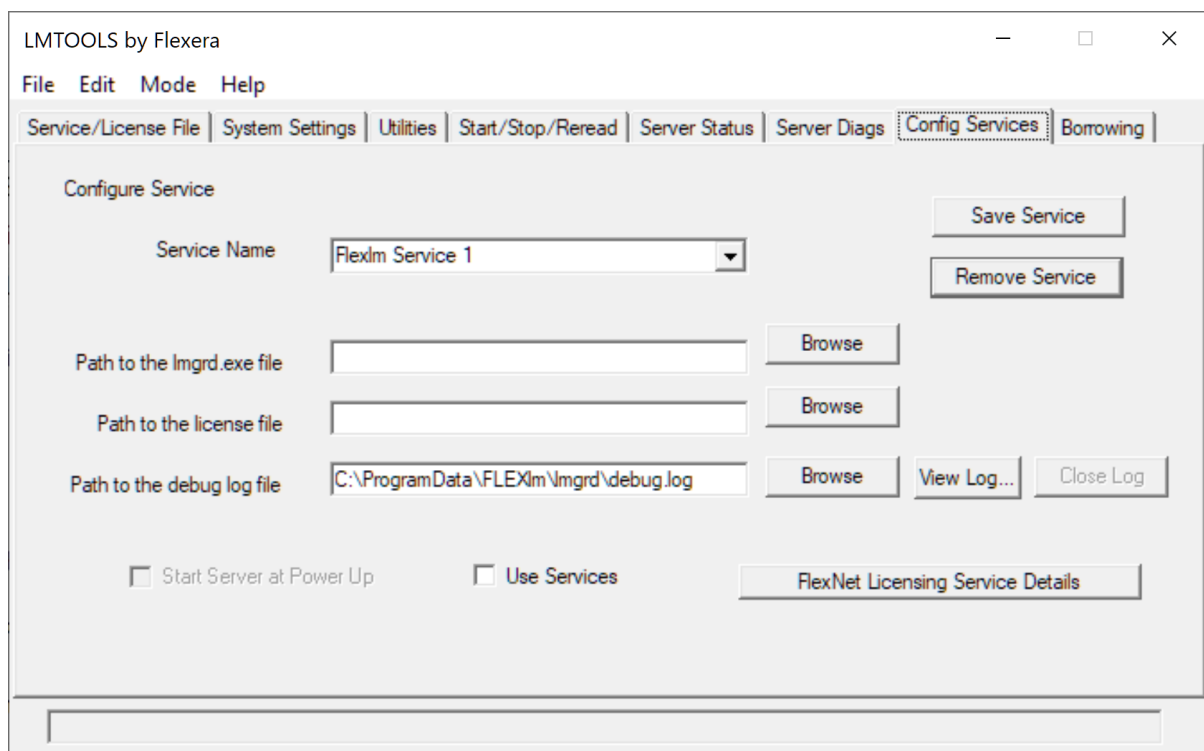 LMTOOLS by Flexera
File Edit Mode Help
Service/License File System Settings Utilities Start/Stop/Reread Server Status Server Diags Config Services Borrowing
Configure Service
Save Service
Service Name Flexlm Service 1
Remove Service
Path to the lmgrd.exe file Browse
Path to the license file Browse
Path to the debug log file C:\ProgramData\FLEXlm\lmgrd\debug.log Browse View Log... Close Log
Start Server at Power Up Use Services FlexNet Licensing Service Details